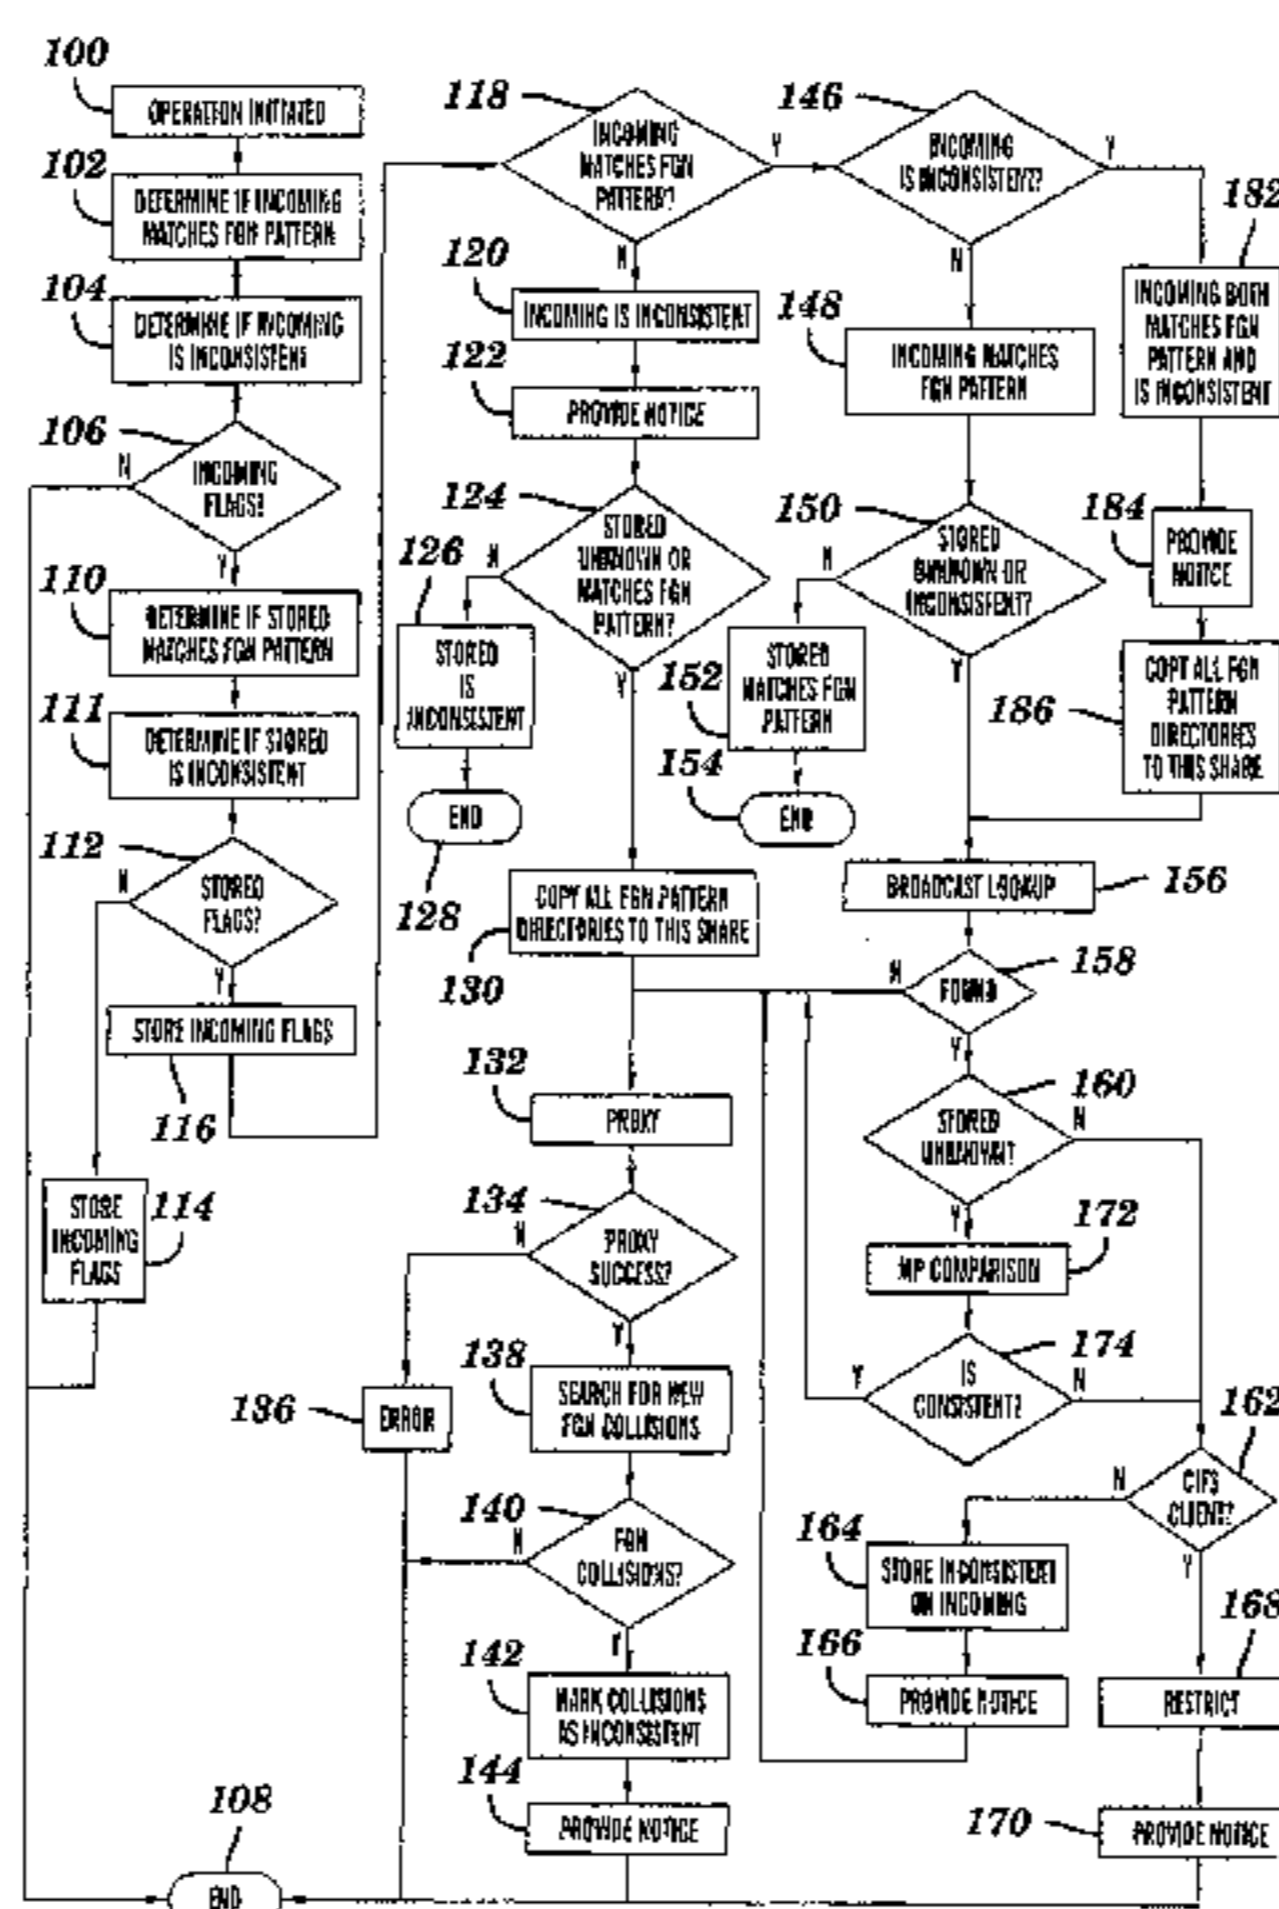 100
OPERATION INITIATED
102
DETERMINE IF INCOMING
MATCHES FGN PATTERN
104
DETERMINE IF INCOMING
IS INCONSISTENT
106
INCOMING
FLAGS?
N
Y
110
DETERMINE IF STORED
MATCHES FGN PATTERN
111
DETERMINE IF STORED
IS INCONSISTENT
112
STORED
FLAGS?
N
Y
STORE INCOMING FLAGS
116
STORE
INCOMING
FLAGS
114
108
END
118
INCOMING
MATCHES FGN
PATTERN?
Y
N
120
INCOMING IS INCONSISTENT
122
PROVIDE NOTICE
124
STORED
UNKNOWN OR
MATCHES FGN
PATTERN?
N
Y
126
STORED
IS
INCONSISTENT
END
128
COPY ALL FGN PATTERN
DIRECTORIES TO THIS SHARE
130
132
PROXY
134
PROXY
SUCCESS?
N
Y
136
ERROR
138
SEARCH FOR NEW
FGN COLLISIONS
140
FGN
COLLISIONS?
N
Y
142
MARK COLLISIONS
AS INCONSISTENT
144
PROVIDE NOTICE
146
INCOMING
IS INCONSISTENT?
Y
N
148
INCOMING MATCHES
FGN PATTERN
150
STORED
UNKNOWN OR
INCONSISTENT?
N
Y
152
STORED
MATCHES FGN
PATTERN
154
END
182
INCOMING BOTH
MATCHES FGN
PATTERN AND
IS INCONSISTENT
184
PROVIDE
NOTICE
186
COPY ALL FGN
PATTERN
DIRECTORIES
TO THIS SHARE
BROADCAST LOOKUP
156
158
FOUND
N
Y
160
STORED
UNKNOWN?
N
Y
172
MP COMPARISON
174
IS
CONSISTENT?
Y
N
162
CIFS
CLIENT?
N
Y
164
STORE INCONSISTENT
ON INCOMING
166
PROVIDE NOTICE
168
RESTRICT
170
PROVIDE NOTICE